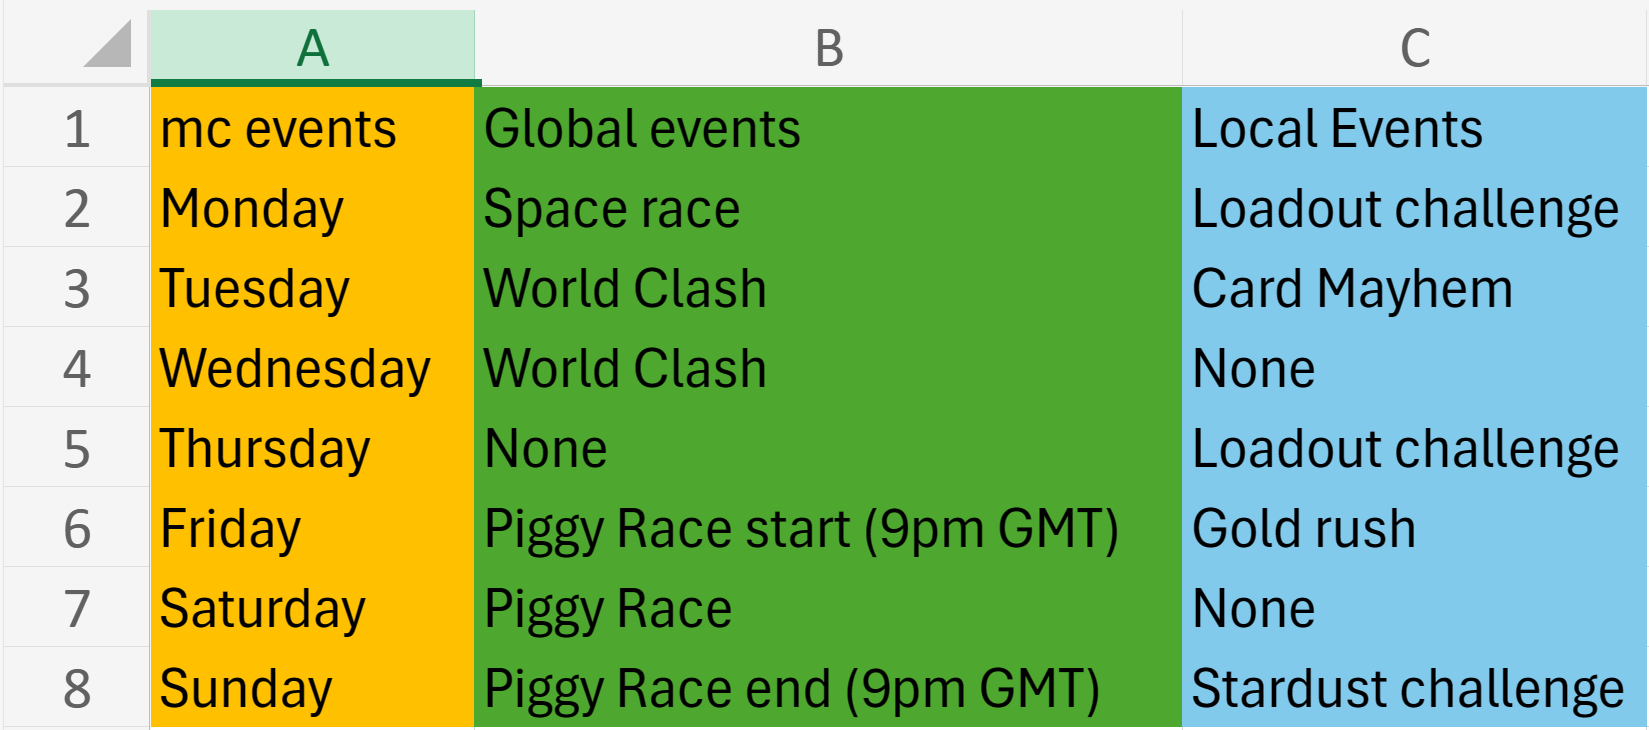 A B C
1 mc events Global events Local Events
2 Monday Space race Loadout challenge
3 Tuesday World Clash Card Mayhem
4 Wednesday World Clash None
5 Thursday None Loadout challenge
6 Friday Piggy Race start (9pm GMT) Gold rush
7 Saturday Piggy Race None
8 Sunday Piggy Race end (9pm GMT) Stardust challenge